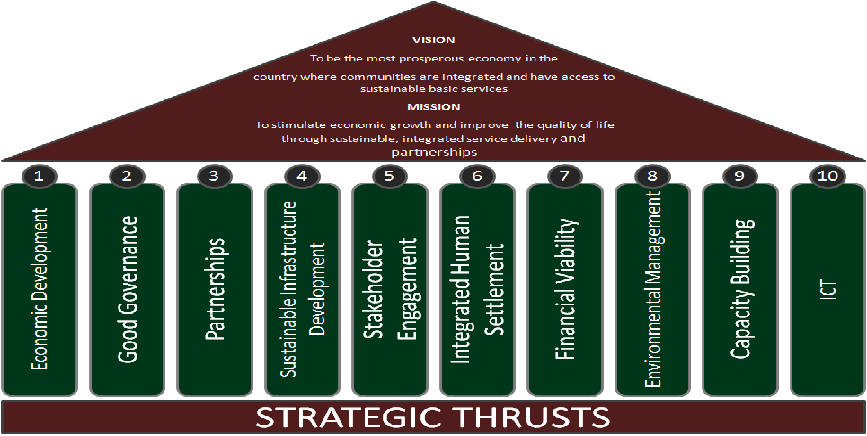 VISION
To be the most prosperous economy in the
country where communities are integrated and have access to
sustainable basic services
MISSION
To stimulate economic growth and improve the quality of life
through sustainable, integrated service delivery and
partnerships
1
Economic Development
2
Good Governance
3
Partnerships
4
Sustainable Infrastructure
Development
5
Stakeholder
Engagement
6
Integrated Human
Settlement
7
Financial Viability
8
Environmental Management
9
Capacity Building
10
ICT
STRATEGIC THRUSTS